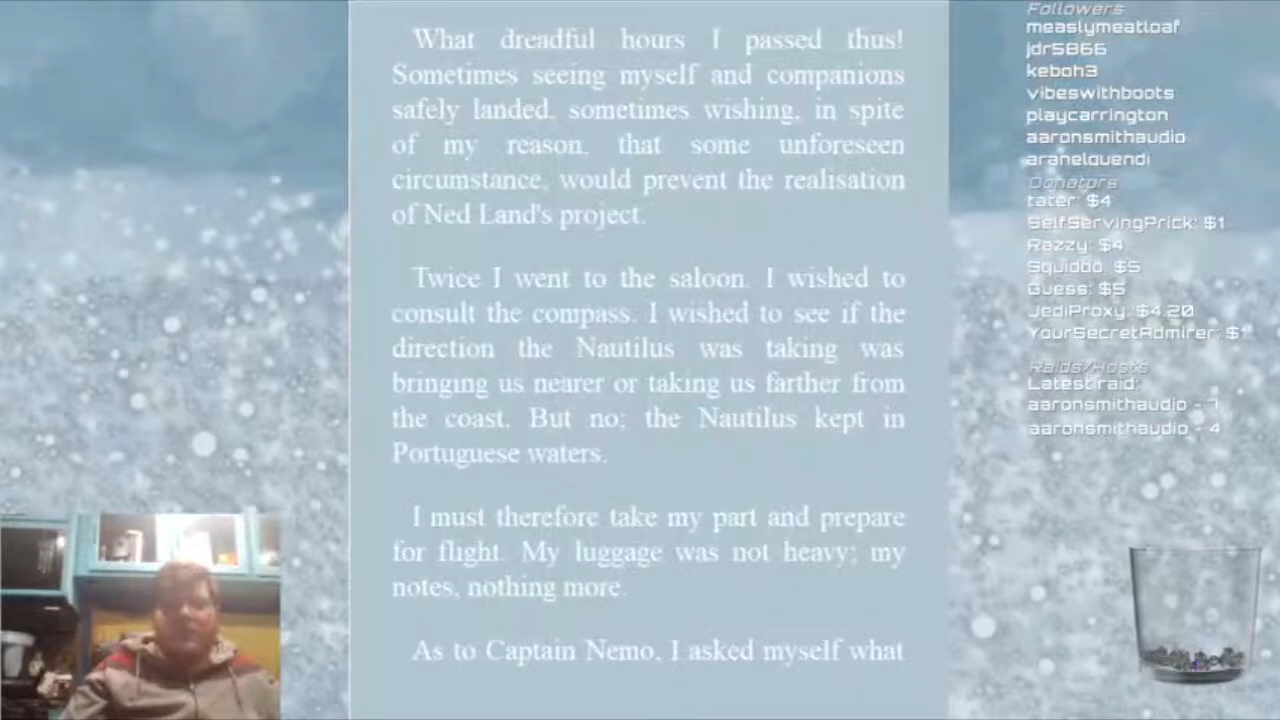 What dreadful hours I passed thus!
Sometimes seeing myself and companions
safely landed, sometimes wishing, in spite
of my reason, that some unforeseen
circumstance, would prevent the realisation
of Ned Land's project.
Twice I went to the saloon. I wished to
consult the compass. I wished to see if the
direction the Nautilus was taking was
bringing us nearer or taking us farther from
the coast. But no; the Nautilus kept in
Portuguese waters.
I must therefore take my part and prepare
for flight. My luggage was not heavy; my
notes, nothing more.
As to Captain Nemo, I asked myself what
Followers
measlymeatloaf
jdr5866
keboh3
vibeswithboots
playcarrington
aaronsmithaudio
aranelquendi
Donators
tater: $4
SelfServingPrick: $1
Razzy: $4
Squiddo: $5
Guess: $5
JediProxy: $4.20
YourSecretAdmirer: $1
Raids/Hosts
Latest raid:
aaronsmithaudio - 7
aaronsmithaudio - 4